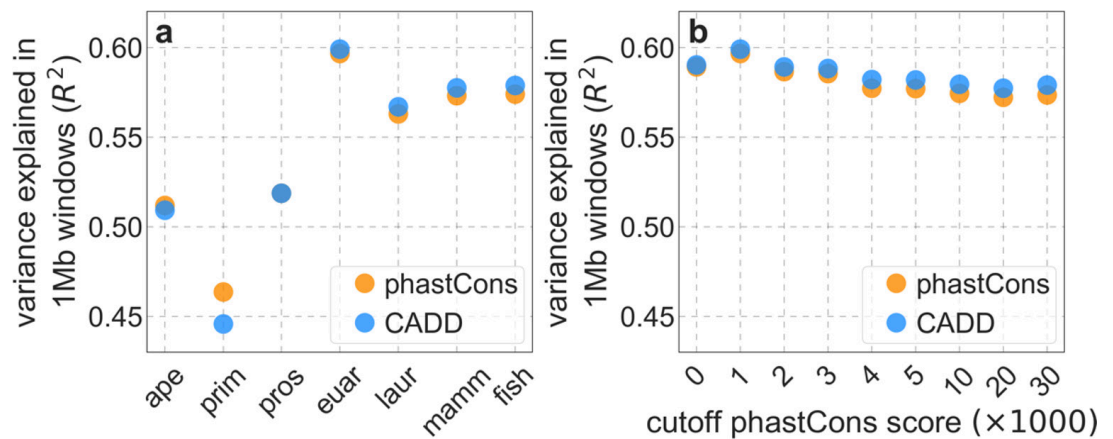 a
variance explained in
1Mb windows (R²)
0.60
0.55
0.50
0.45
phastCons
CADD
ape
prim
pros
euar
laur
mamm
fish
b
variance explained in
1Mb windows (R²)
0.60
0.55
0.50
0.45
phastCons
CADD
0
1
2
3
4
5
10
20
30
cutoff phastCons score (×1000)